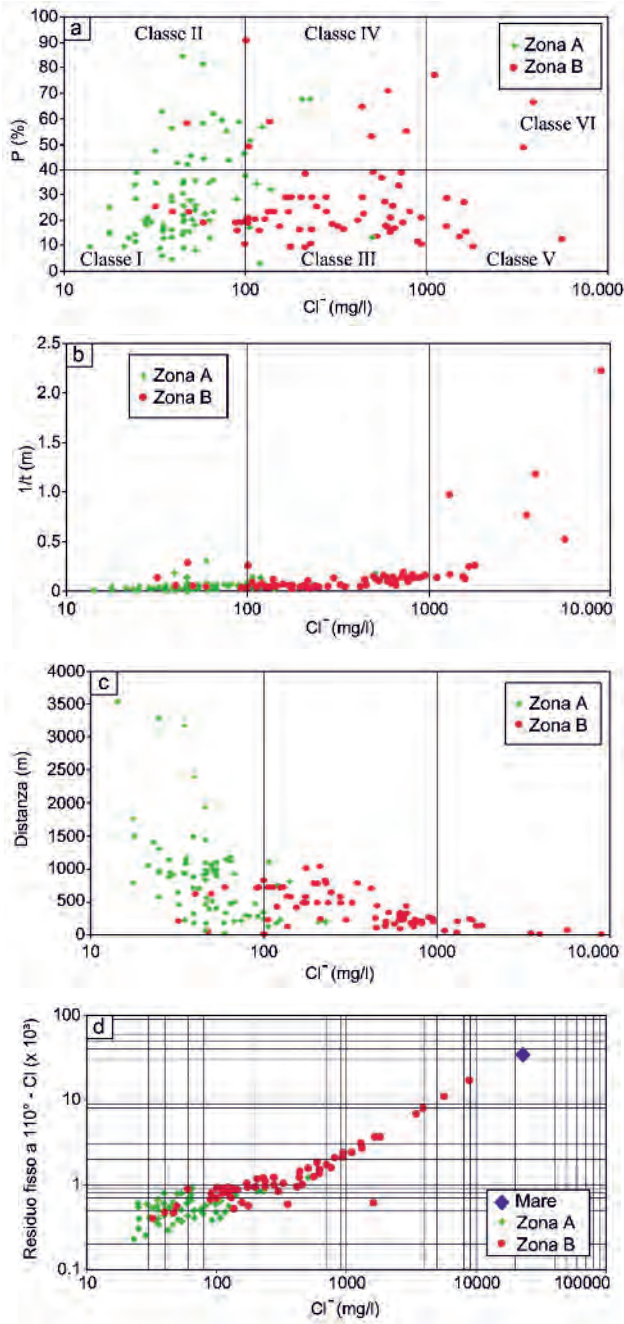 a
Classe II
Classe IV
Zona A
Zona B
Classe VI
Classe I
Classe III
Classe V
100
90
80
70
60
50
40
30
20
10
0
P (%)
10
100
1000
10.000
Cl⁻ (mg/l)
b
Zona A
Zona B
2.5
2.0
1.5
1.0
0.5
0
1/t (m)
10
100
1000
10.000
Cl⁻ (mg/l)
c
Zona A
Zona B
4000
3500
3000
2500
2000
1500
1000
500
0
Distanza (m)
10
100
1000
10.000
Cl⁻ (mg/l)
d
100
10
1
0.1
Residuo fisso a 110° - Cl (x 10³)
Mare
Zona A
Zona B
10
100
1000
10000
100000
Cl⁻ (mg/l)